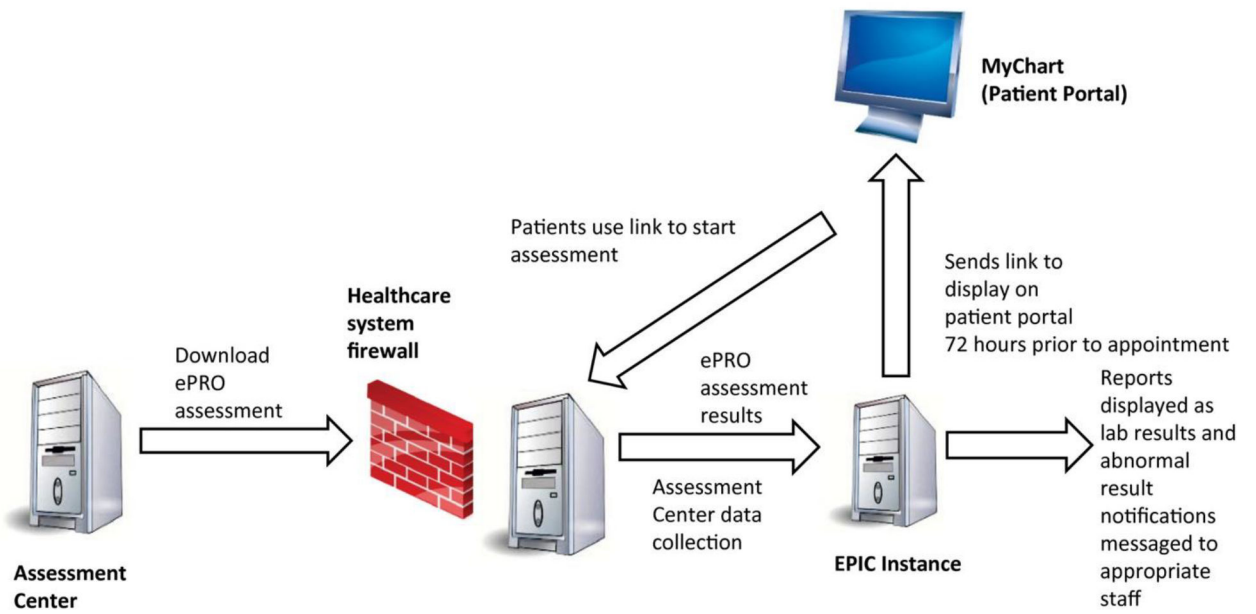 MyChart
(Patient Portal)
Patients use link to start
assessment
Sends link to
display on
patient portal
72 hours prior to appointment
Healthcare
system
firewall
Download
ePRO
assessment
ePRO
assessment
results
Assessment
Center data
collection
Reports
displayed as
lab results and
abnormal
result
notifications
messaged to
appropriate
staff
EPIC Instance
Assessment
Center